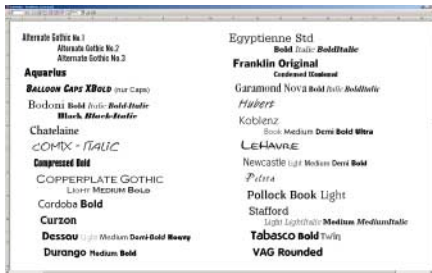 Alternate Gothic No.1
Alternate Gothic No.2
Alternate Gothic No.3
Aquarius
BALLOON CAPS XBOLD (nur Caps)
Bodoni Bold Italic Bold-Italic
Black Black-Italic
Chatelaine
COMIX - ITALIC
Compressed Bold
COPPERPLATE GOTHIC
LIGHT MEDIUM BOLD
Cordoba Bold
Curzon
Dessau Light Medium Demi-Bold Heavy
Durango Medium Bold
Egyptienne Std
Bold Italic BoldItalic
Franklin Original
Condensed XCondensed
Garamond Nova Bold Italic BoldItalic
Hubert
Koblenz
Book Medium Demi Bold Ultra
LEHAVRE
Newcastle Light Medium Demi Bold
Petra
Pollock Book Light
Stafford
Light LightItalic Medium MediumItalic
Tabasco Bold Twin
VAG Rounded